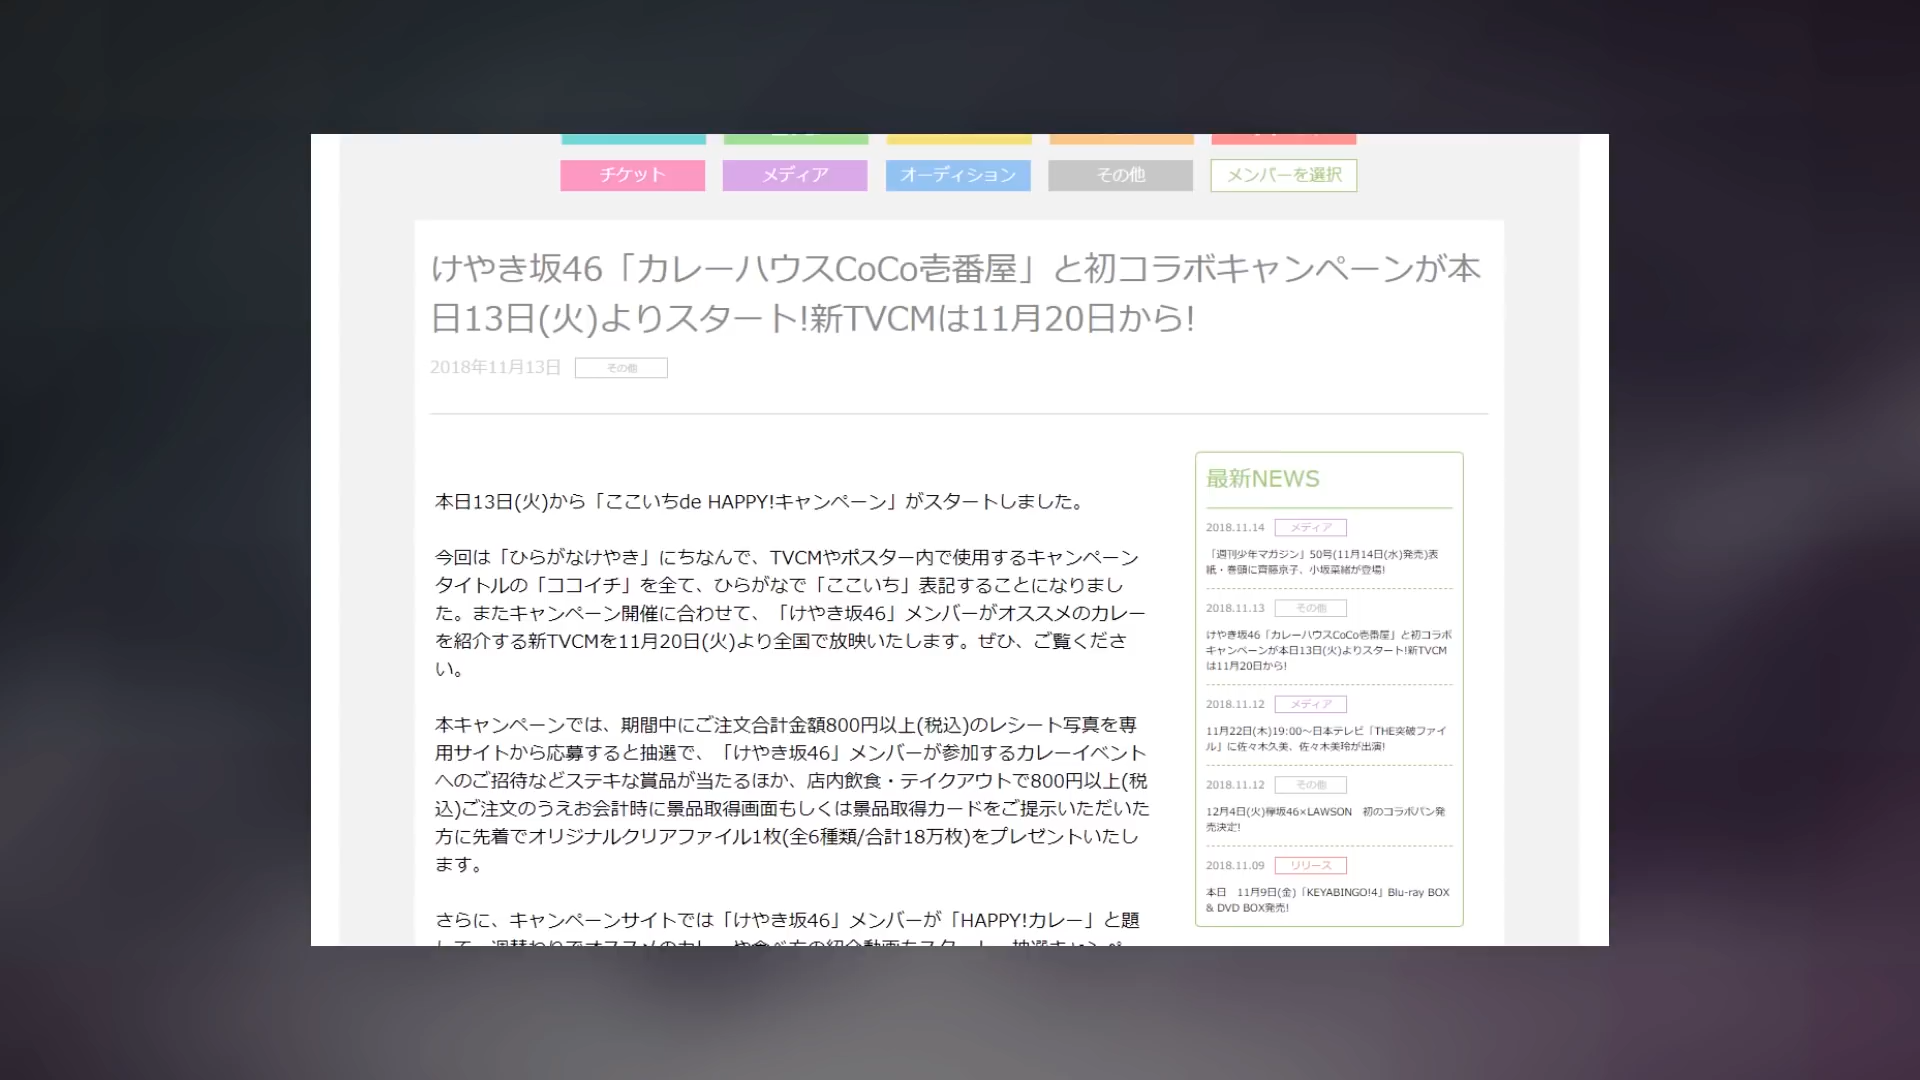 チケット
メディア
オーディション
その他
メンバーを選択
けやき坂46「カレーハウスCoCo壱番屋」と初コラボキャンペーンが本
日13日(火)よりスタート!新TVCMは11月20日から!
2018年11月13日
その他
本日13日(火)から「ここいちde HAPPY!キャンペーン」がスタートしました。
今回は「ひらがなけやき」にちなんで、TVCMやポスター内で使用するキャンペーン
タイトルの「ココイチ」を全て、ひらがなで「ここいち」表記することになりまし
た。またキャンペーン開催に合わせて、「けやき坂46」メンバーがオススメのカレー
を紹介する新TVCMを11月20日(火)より全国で放映いたします。ぜひ、ご覧くださ
い。
本キャンペーンでは、期間中にご注文合計金額800円以上(税込)のレシート写真を専
用サイトから応募すると抽選で、「けやき坂46」メンバーが参加するカレーイベント
へのご招待などステキな賞品が当たるほか、店内飲食・テイクアウトで800円以上(税
込)ご注文のうえお会計時に景品取得画面もしくは景品取得カードをご提示いただいた
方に先着でオリジナルクリアファイル1枚(全6種類/合計18万枚)をプレゼントいたし
ます。
さらに、キャンペーンサイトでは「けやき坂46」メンバーが「HAPPY!カレー」と題
最新NEWS
2018.11.14
メディア
「週刊少年マガジン」50号(11月14日(水)発売)表
紙・巻頭に齊藤京子、小坂菜緒が登場!
2018.11.13
その他
けやき坂46「カレーハウスCoCo壱番屋」と初コラボ
キャンペーンが本日13日(火)よりスタート!新TVCM
は11月20日から!
2018.11.12
メディア
11月22日(木)19:00～日本テレビ「THE突破ファイ
ル」に佐々木久美、佐々木美玲が出演!
2018.11.12
その他
12月4日(火)欅坂46×LAWSON　初のコラボパン発
売決定!
2018.11.09
リリース
本日　11月9日(金)「KEYABINGO!4」Blu-ray BOX
& DVD BOX発売!